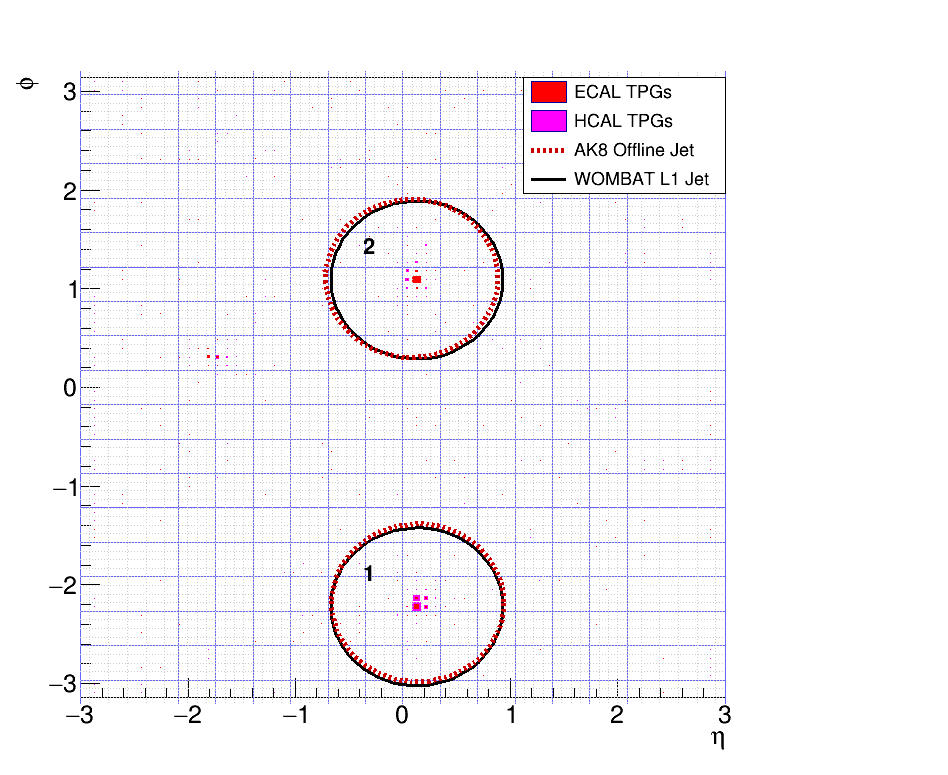 ϕ
3
2
1
0
−1
−2
−3
ECAL TPGs
HCAL TPGs
AK8 Offline Jet
WOMBAT L1 Jet
2
1
−3 −2 −1 0 1 2 3
η